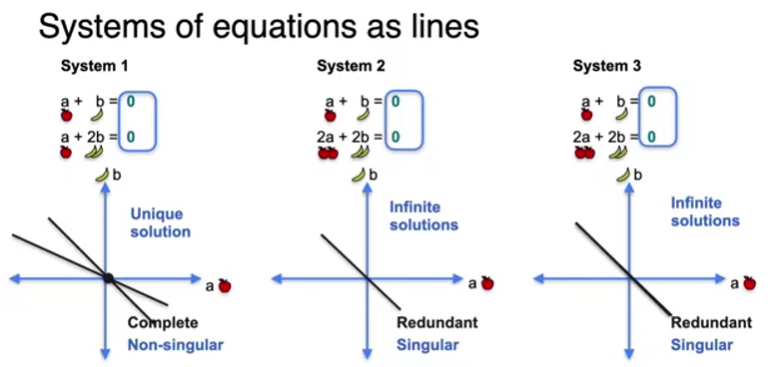 Systems of equations as lines
System 1
a + b = 0
a + 2b = 0
b
Unique
solution
a
Complete
Non-singular
System 2
a + b = 0
2a + 2b = 0
b
Infinite
solutions
a
Redundant
Singular
System 3
a + b = 0
2a + 2b = 0
b
Infinite
solutions
a
Redundant
Singular